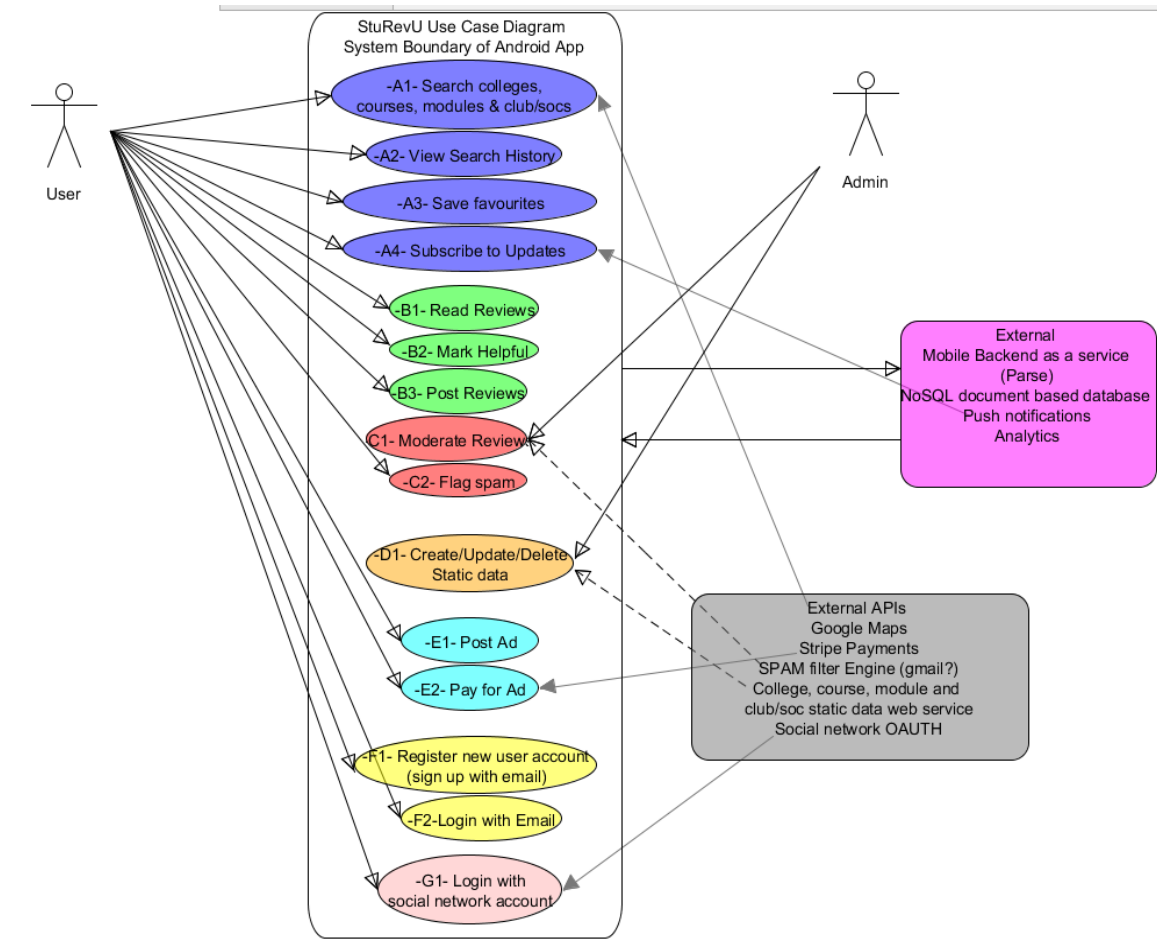 StuRevU Use Case Diagram
System Boundary of Android App
User
Admin
-A1- Search colleges,
courses, modules & club/socs
-A2- View Search History
-A3- Save favourites
-A4- Subscribe to Updates
-B1- Read Reviews
-B2- Mark Helpful
-B3- Post Reviews
-C1- Moderate Review
-C2- Flag spam
-D1- Create/Update/Delete
Static data
-E1- Post Ad
-E2- Pay for Ad
-F1- Register new user account
(sign up with email)
-F2-Login with Email
-G1- Login with
social network account
External
Mobile Backend as a service
(Parse)
NoSQL document based database
Push notifications
Analytics
External APIs
Google Maps
Stripe Payments
SPAM filter Engine (gmail?)
College, course, module and
club/soc static data web service
Social network OAUTH